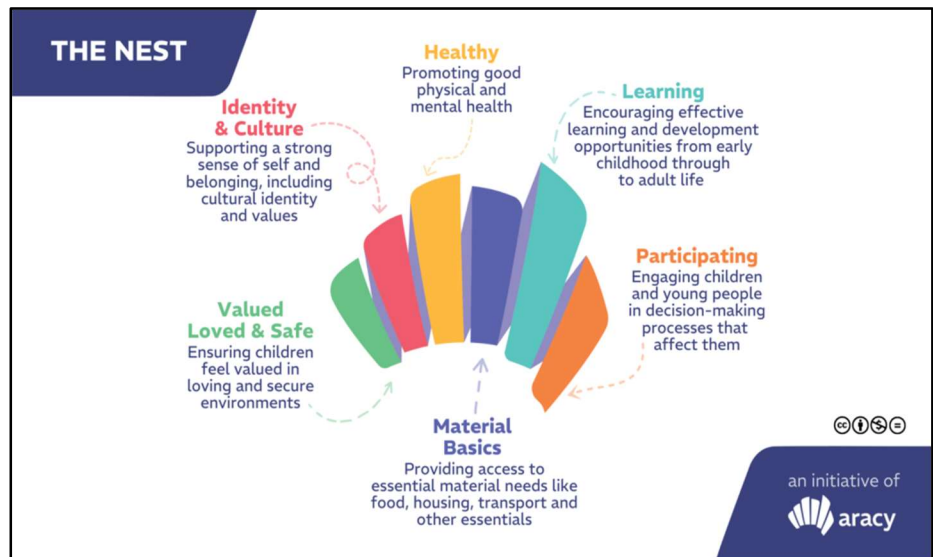 THE NEST
Healthy
Promoting good
physical and
mental health
Identity
& Culture
Supporting a strong
sense of self and
belonging, including
cultural identity
and values
Learning
Encouraging effective
learning and development
opportunities from early
childhood through
to adult life
Participating
Engaging children
and young people
in decision-making
processes that
affect them
Valued
Loved & Safe
Ensuring children
feel valued in
loving and secure
environments
Material
Basics
Providing access to
essential material needs like
food, housing, transport and
other essentials
cc
an initiative of
aracy